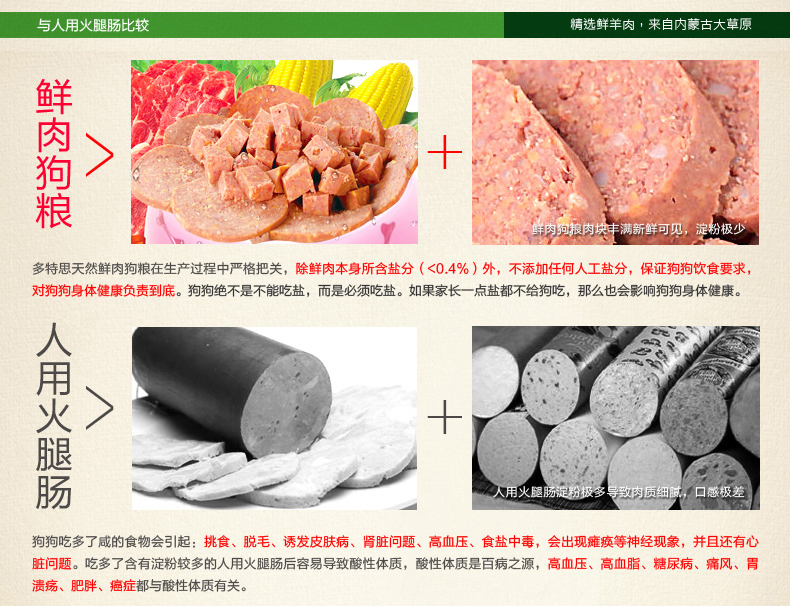 与人用火腿肠比较
精选鲜羊肉，来自内蒙古大草原
鲜肉狗粮
鲜肉狗粮肉块丰满新鲜可见，淀粉极少
多特思天然鲜肉狗粮在生产过程中严格把关，除鲜肉本身所含盐分（<0.4%）外，不添加任何人工盐分，保证狗狗饮食要求，
对狗狗身体健康负责到底。狗狗绝不是不能吃盐，而是必须吃盐。如果家长一点盐都不给狗吃，那么也会影响狗狗身体健康。
人用火腿肠
人用火腿肠淀粉极多导致肉质细腻，口感极差
狗狗吃多了咸的食物会引起：挑食、脱毛、诱发皮肤病、肾脏问题、高血压、食盐中毒，会出现瘫痪等神经现象，并且还有心
脏问题。吃多了含有淀粉较多的人用火腿肠后容易导致酸性体质，酸性体质是百病之源，高血压、高血脂、糖尿病、痛风、胃
溃疡、肥胖、癌症都与酸性体质有关。